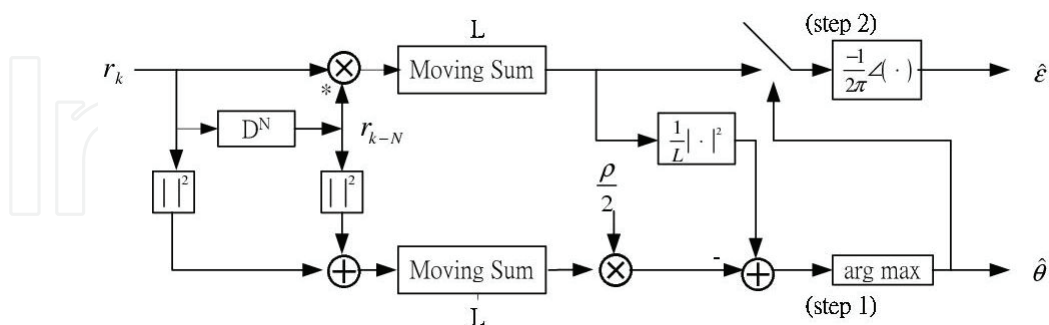 L
(step 2)
r_k
*
Moving Sum
-1/2π ∠( · )
ε̂
D^N
r_{k-N}
1/L | · |²
| |²
| |²
ρ/2
Moving Sum
-
arg max
θ̂
L
(step 1)